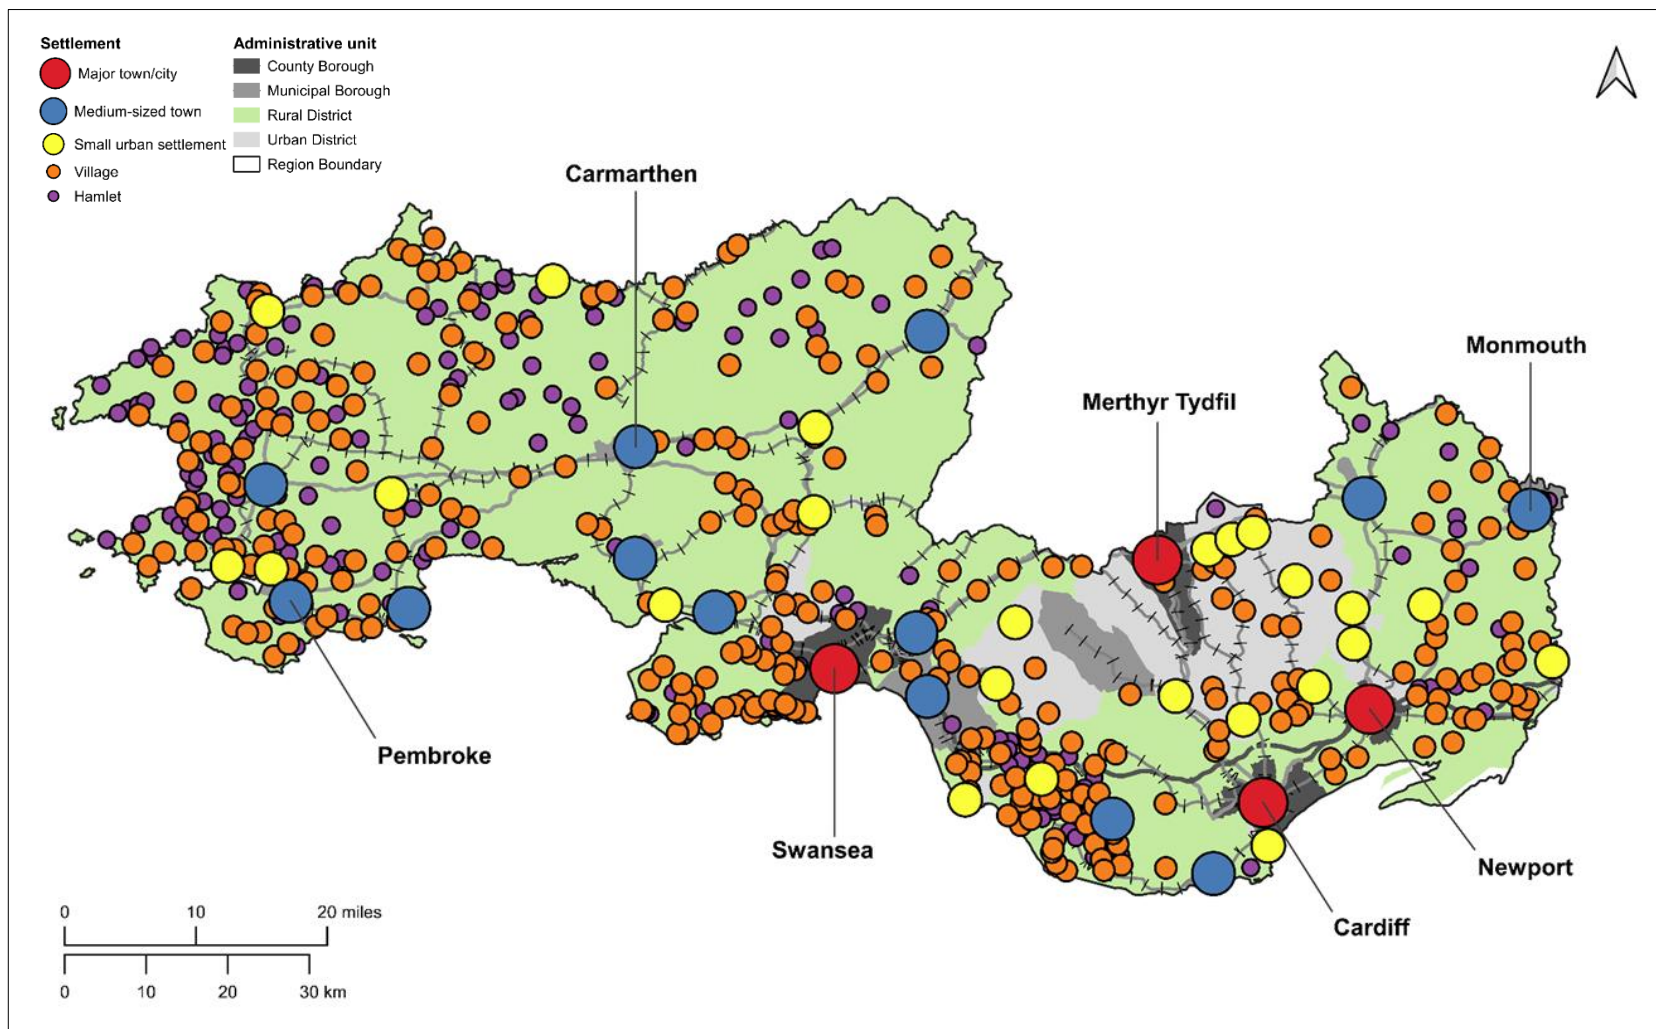 Settlement
Major town/city
Medium-sized town
Small urban settlement
Village
Hamlet
Administrative unit
County Borough
Municipal Borough
Rural District
Urban District
Region Boundary
Carmarthen
Monmouth
Merthyr Tydfil
Pembroke
Swansea
Newport
Cardiff
0 10 20 miles
0 10 20 30 km